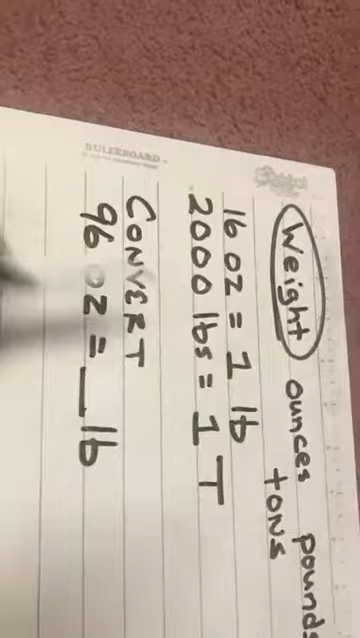 RULERBOARD
Weight ounces pounds
tons
16 oz = 1 lb
2000 lbs = 1 T
CONVERT
96 oz = __ lb